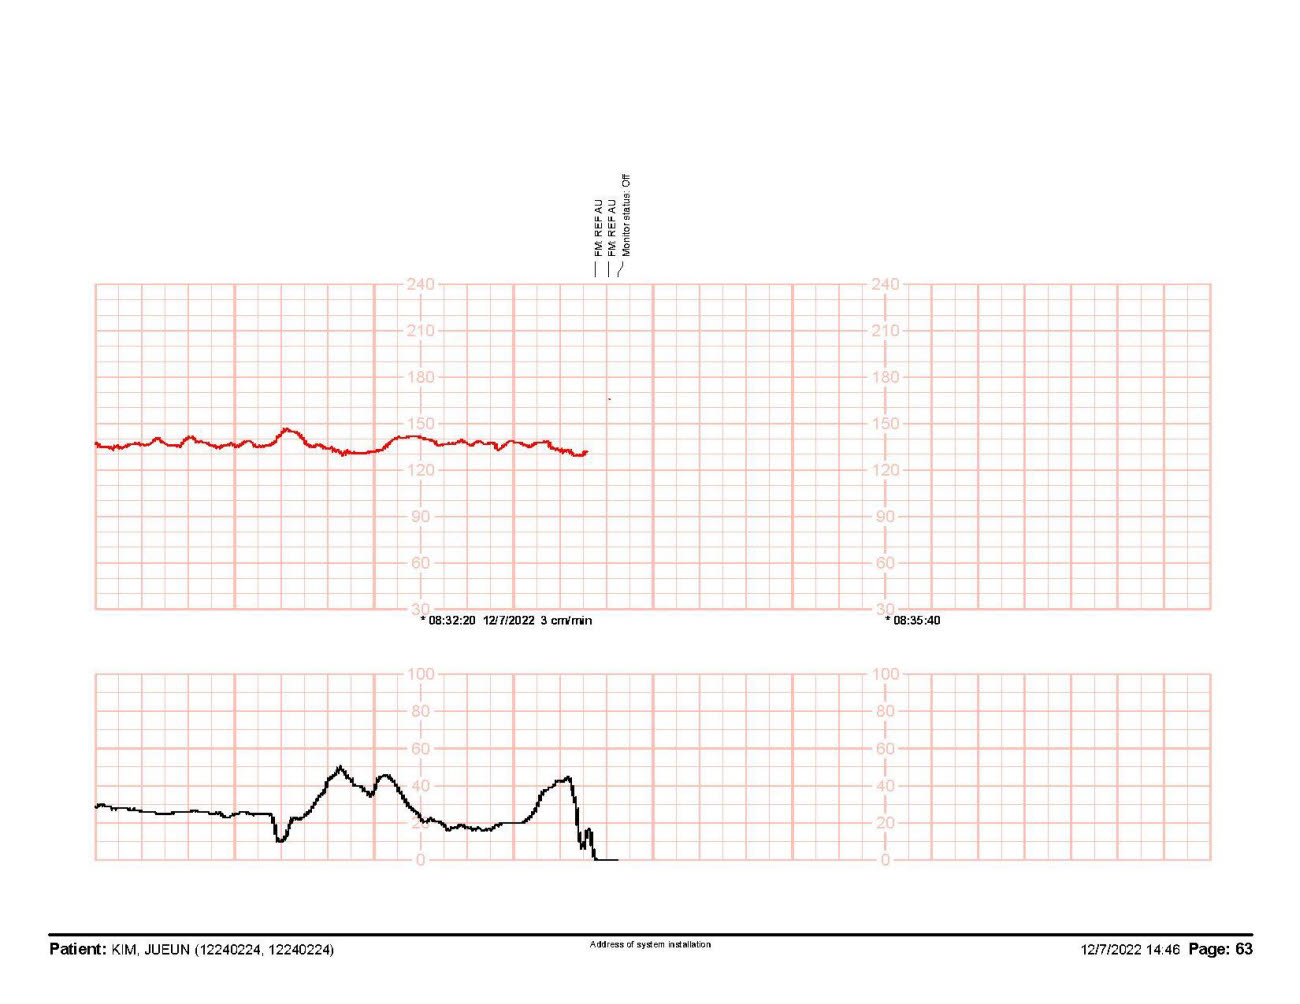 FM: REF AU
FM: REF AU
Monitor status: Off
240 240
210 210
180 180
150 150
120 120
90 90
60 60
30 30
* 08:32:20 12/7/2022 3 cm/min * 08:35:40
100 100
80 80
60 60
40 40
20 20
0 0
Patient: KIM, JUEUN (12240224, 12240224) Address of system installation 12/7/2022 14:46 Page: 63